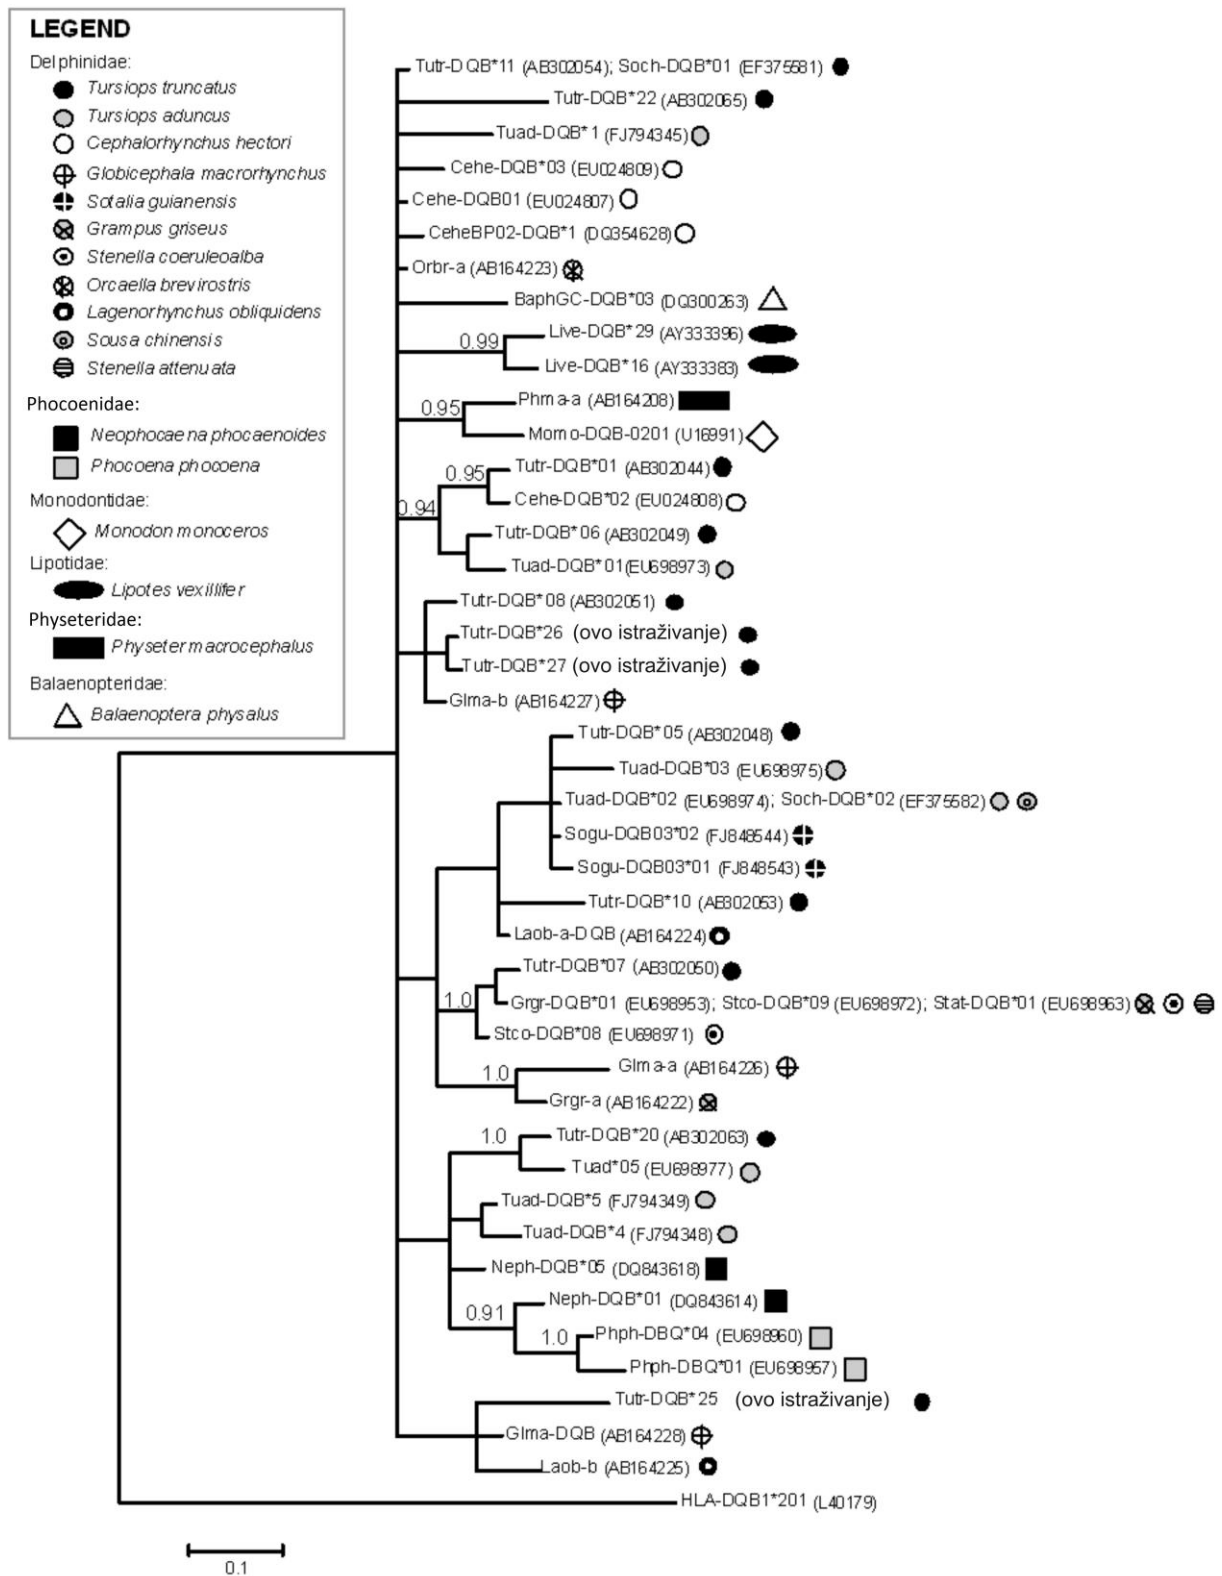 LEGEND
Delphinidae:
Tursiops truncatus
Tursiops aduncus
Cephalorhynchus hectori
Globicephala macrorhynchus
Sotalia guianensis
Grampus griseus
Stenella coeruleoalba
Orcaella brevirostris
Lagenorhynchus obliquidens
Sousa chinensis
Stenella attenuata
Phocoenidae:
Neophocaena phocaenoides
Phocoena phocoena
Monodontidae:
Monodon monoceros
Lipotidae:
Lipotes vexillifer
Physeteridae:
Physeter macrocephalus
Balaenopteridae:
Balaenoptera physalus
Tutr-DQB*11 (AB302054); Soch-DQB*01 (EF375581)
Tutr-DQB*22 (AB302065)
Tuad-DQB*1 (FJ794345)
Cehe-DQB*03 (EU024809)
Cehe-DQB01 (EU024807)
CeheBP02-DQB*1 (DQ354628)
Orbr-a (AB164223)
BaphGC-DQB*03 (DQ300263)
0.99
Live-DQB*29 (AY333396)
Live-DQB*16 (AY333383)
0.95
Phma-a (AB164208)
Momo-DQB-0201 (U16991)
0.94
0.95
Tutr-DQB*01 (AB302044)
Cehe-DQB*02 (EU024808)
Tutr-DQB*06 (AB302049)
Tuad-DQB*01(EU698973)
Tutr-DQB*08 (AB302051)
Tutr-DQB*26 (ovo istraživanje)
Tutr-DQB*27 (ovo istraživanje)
Glma-b (AB164227)
Tutr-DQB*05 (AB302048)
Tuad-DQB*03 (EU698975)
Tuad-DQB*02 (EU698974); Soch-DQB*02 (EF375582)
Sogu-DQB03*02 (FJ848544)
Sogu-DQB03*01 (FJ848543)
Tutr-DQB*10 (AB302053)
Laob-a-DQB (AB164224)
Tutr-DQB*07 (AB302050)
1.0
Grgr-DQB*01 (EU698953); Stco-DQB*09 (EU698972); Stat-DQB*01 (EU698963)
Stco-DQB*08 (EU698971)
1.0
Glma-a (AB164226)
Grgr-a (AB164222)
1.0
Tutr-DQB*20 (AB302063)
Tuad*05 (EU698977)
Tuad-DQB*5 (FJ794349)
Tuad-DQB*4 (FJ794348)
Neph-DQB*05 (DQ843618)
0.91
Neph-DQB*01 (DQ843614)
1.0
Phph-DBQ*04 (EU698960)
Phph-DBQ*01 (EU698957)
Tutr-DQB*25 (ovo istraživanje)
Glma-DQB (AB164228)
Laob-b (AB164225)
HLA-DQB1*201 (L40179)
0.1